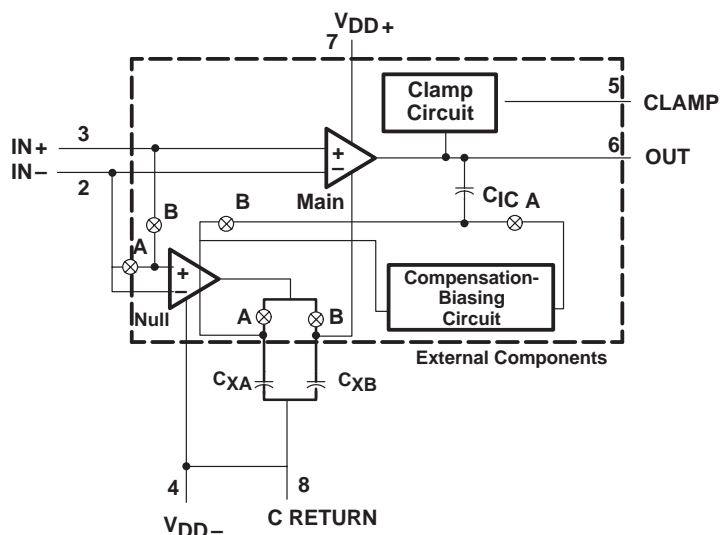 VDD+
7
Clamp
Circuit
5
CLAMP
IN+
3
+
−
Main
6
OUT
IN−
2
B
B
CIC
A
A
+
−
Null
Compensation-
Biasing
Circuit
A
B
External Components
CXA
CXB
4
8
VDD−
C RETURN